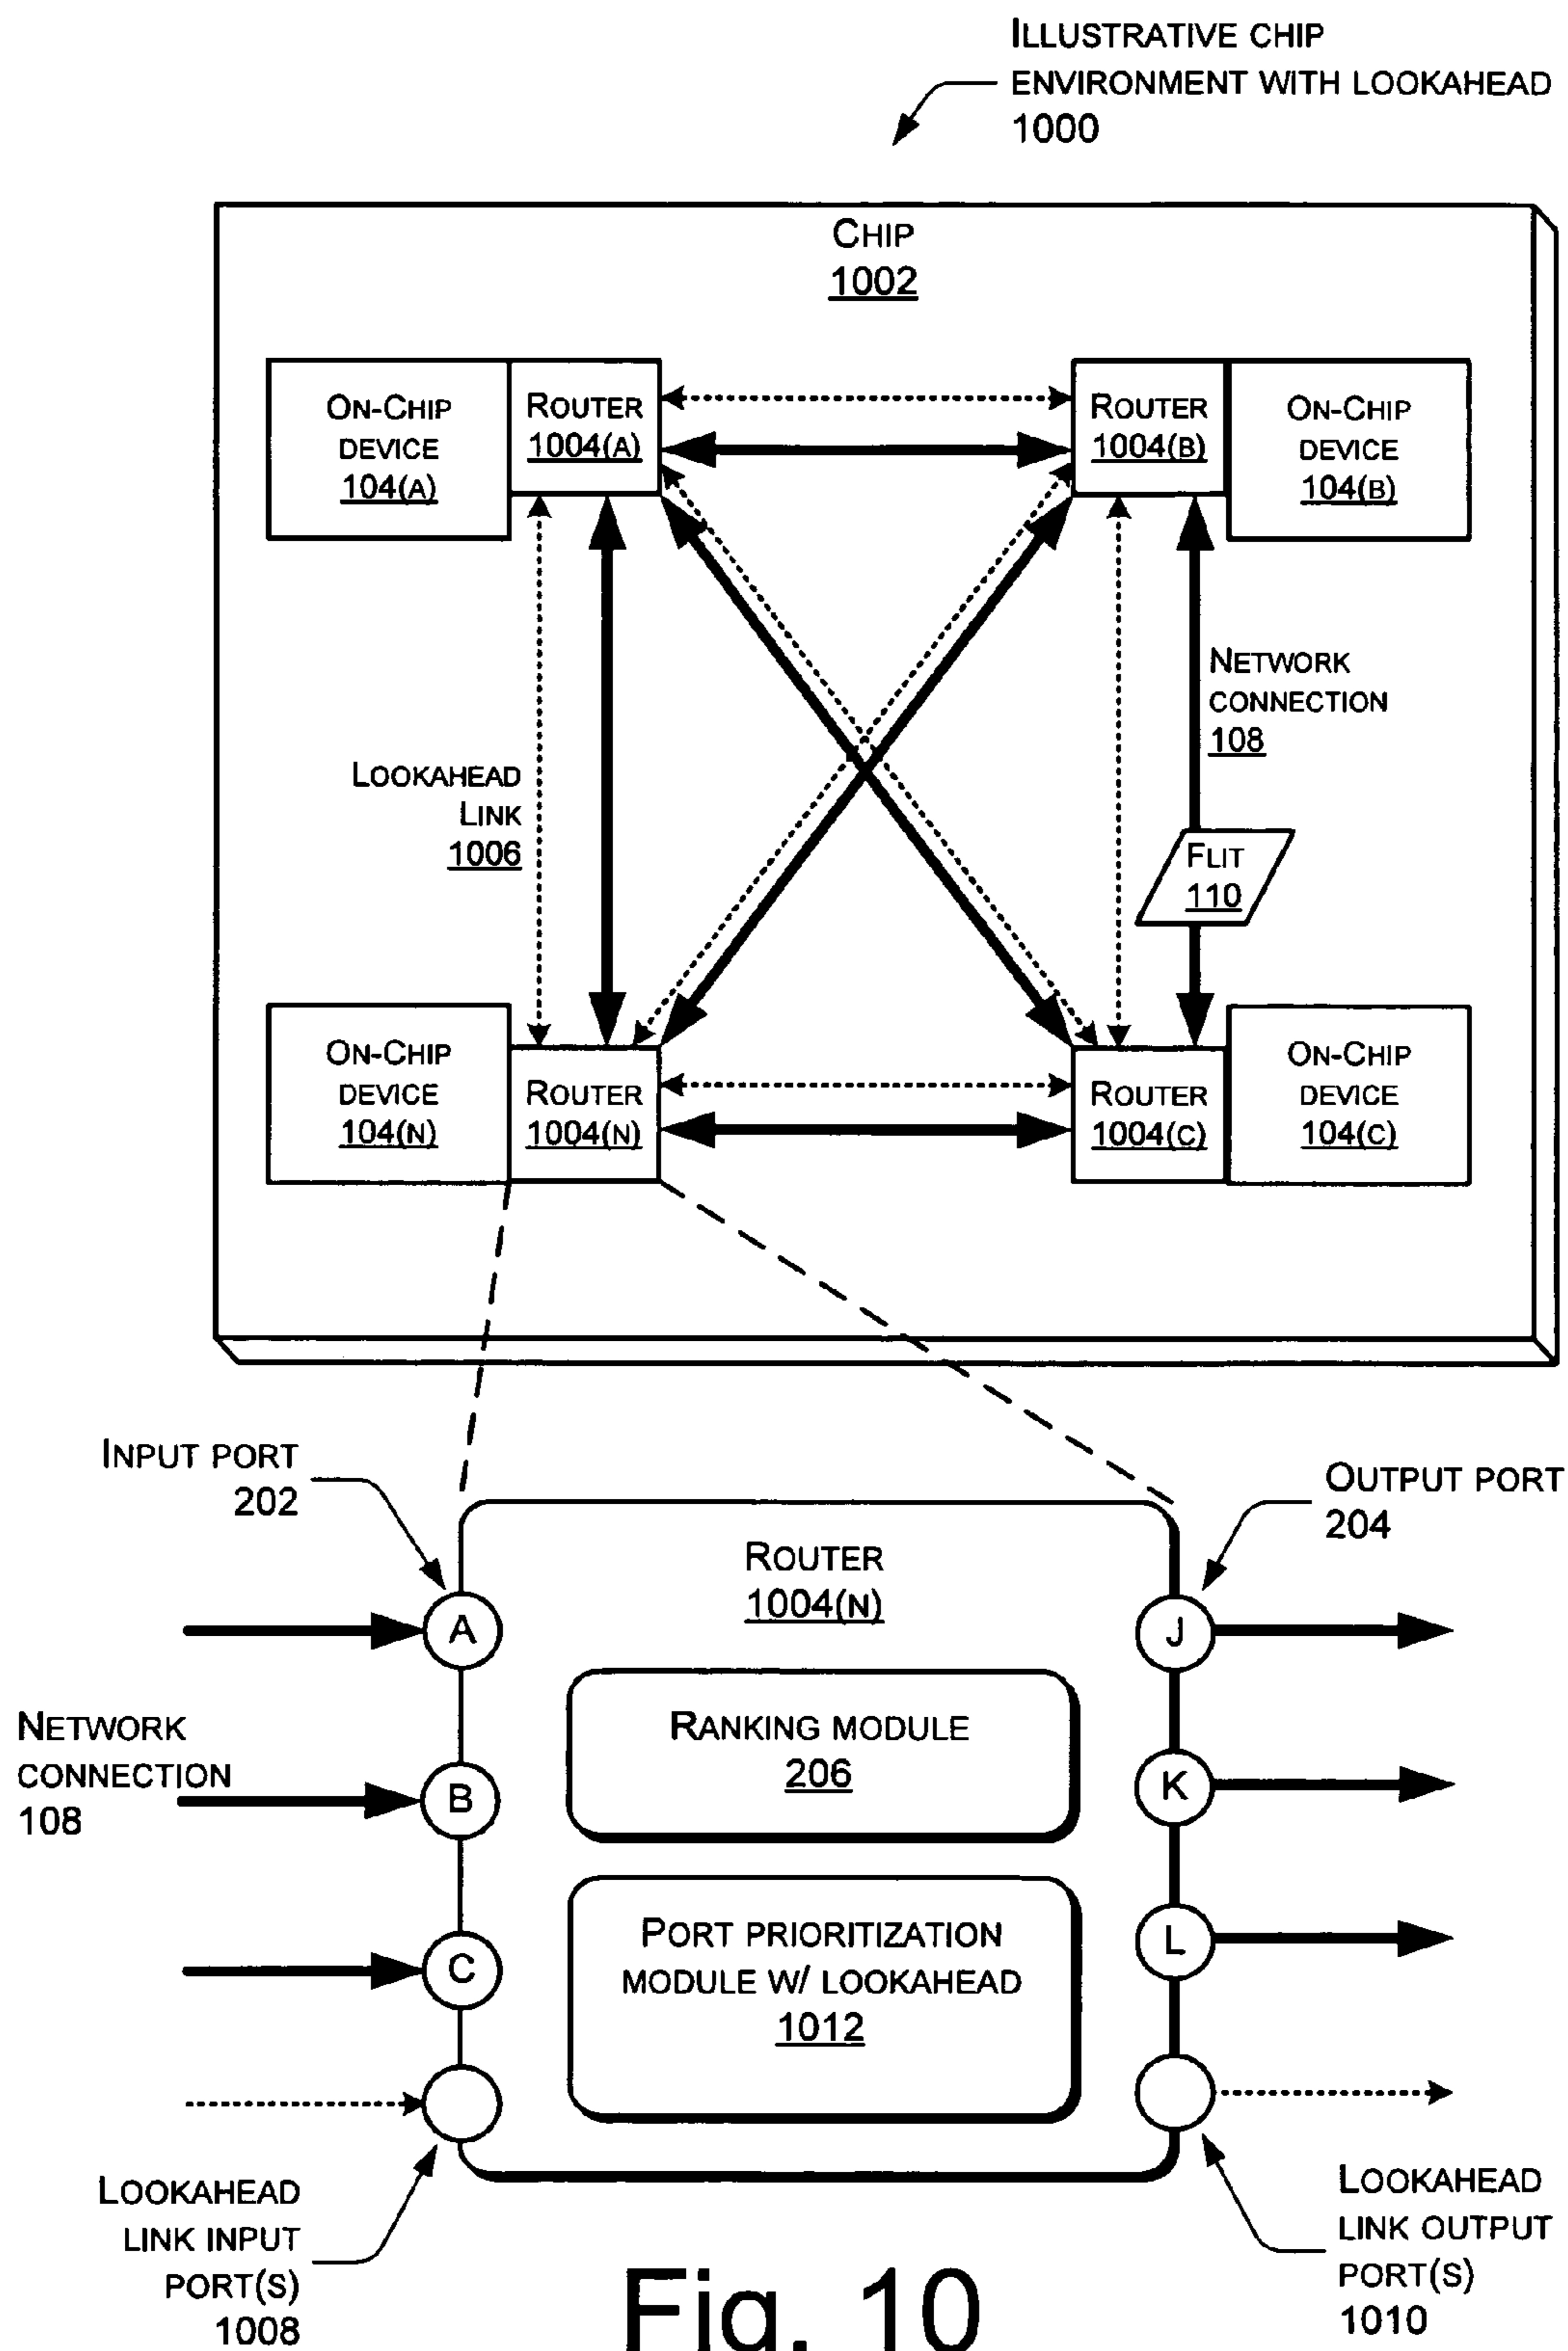 ILLUSTRATIVE CHIP
ENVIRONMENT WITH LOOKAHEAD
1000
CHIP
1002
ON-CHIP
DEVICE
104(A)
ROUTER
1004(A)
ROUTER
1004(B)
ON-CHIP
DEVICE
104(B)
NETWORK
CONNECTION
108
LOOKAHEAD
LINK
1006
FLIT
110
ON-CHIP
DEVICE
104(N)
ROUTER
1004(N)
ROUTER
1004(C)
ON-CHIP
DEVICE
104(C)
INPUT PORT
202
OUTPUT PORT
204
ROUTER
1004(N)
A
J
RANKING MODULE
206
NETWORK
CONNECTION
108
B
K
PORT PRIORITIZATION
MODULE W/ LOOKAHEAD
1012
C
L
LOOKAHEAD
LINK INPUT
PORT(S)
1008
LOOKAHEAD
LINK OUTPUT
PORT(S)
1010
Fig. 10